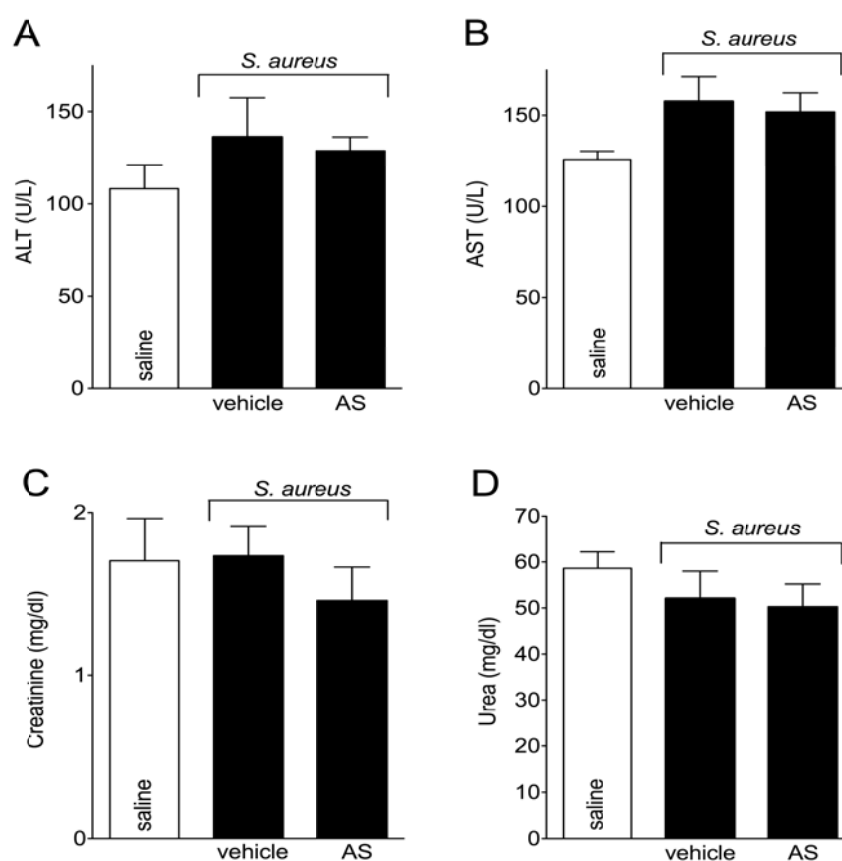 A
S. aureus
150
100
50
0
ALT (U/L)
saline
vehicle AS
B
S. aureus
150
100
50
0
AST (U/L)
saline
vehicle AS
C
S. aureus
2
1
0
Creatinine (mg/dl)
saline
vehicle AS
D
S. aureus
70
60
50
40
30
20
10
0
Urea (mg/dl)
saline
vehicle AS